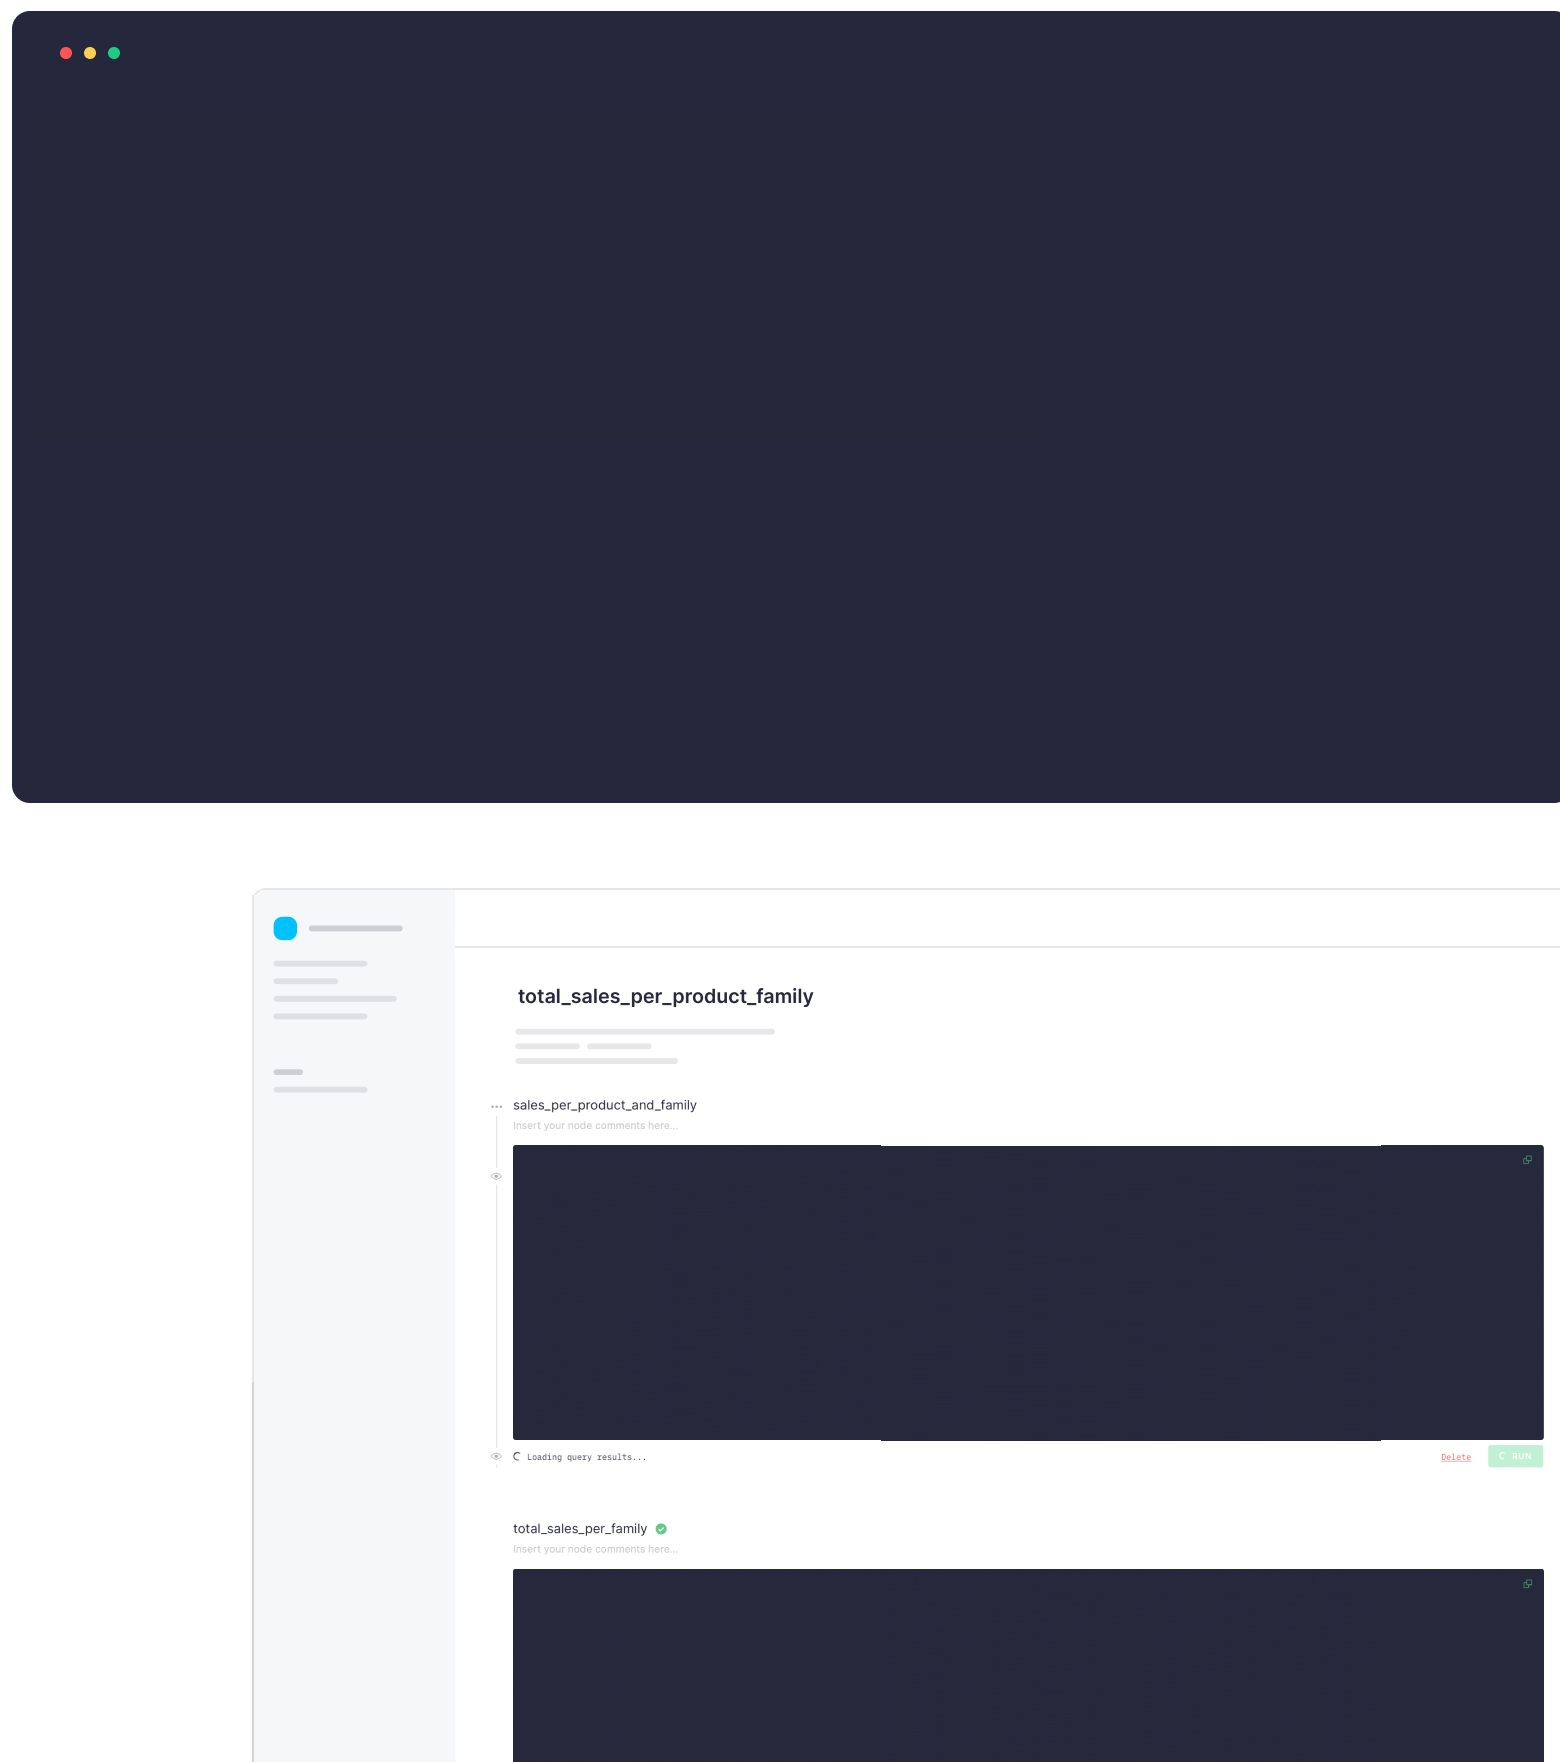 total_sales_per_product_family
sales_per_product_and_family
Insert your node comments here...
Loading query results...
Delete
RUN
total_sales_per_family
Insert your node comments here...